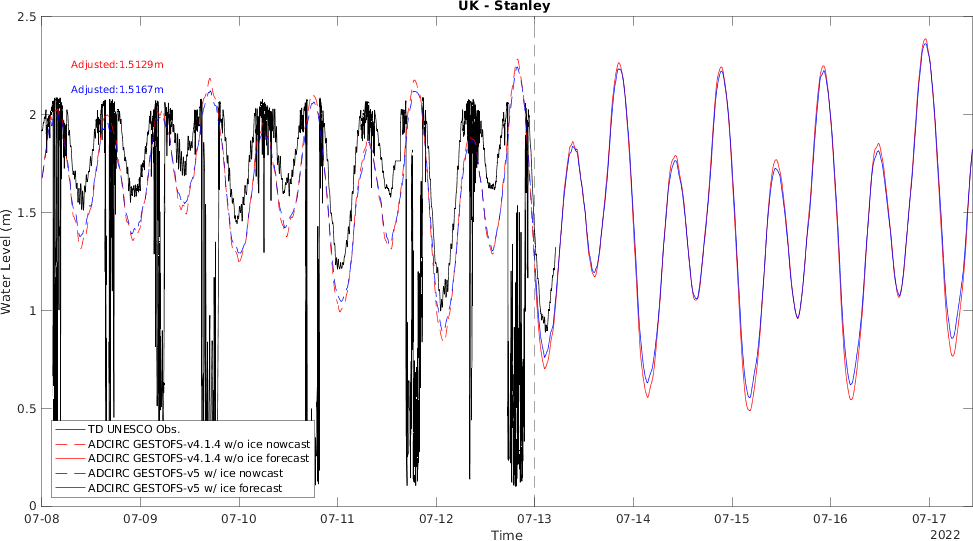 UK - Stanley
2.5
2
1.5
1
0.5
0
Water Level (m)
Adjusted:1.5129m
Adjusted:1.5167m
TD UNESCO Obs.
ADCIRC GESTOFS-v4.1.4 w/o ice nowcast
ADCIRC GESTOFS-v4.1.4 w/o ice forecast
ADCIRC GESTOFS-v5 w/ ice nowcast
ADCIRC GESTOFS-v5 w/ ice forecast
07-08 07-09 07-10 07-11 07-12 07-13 07-14 07-15 07-16 07-17
Time
2022